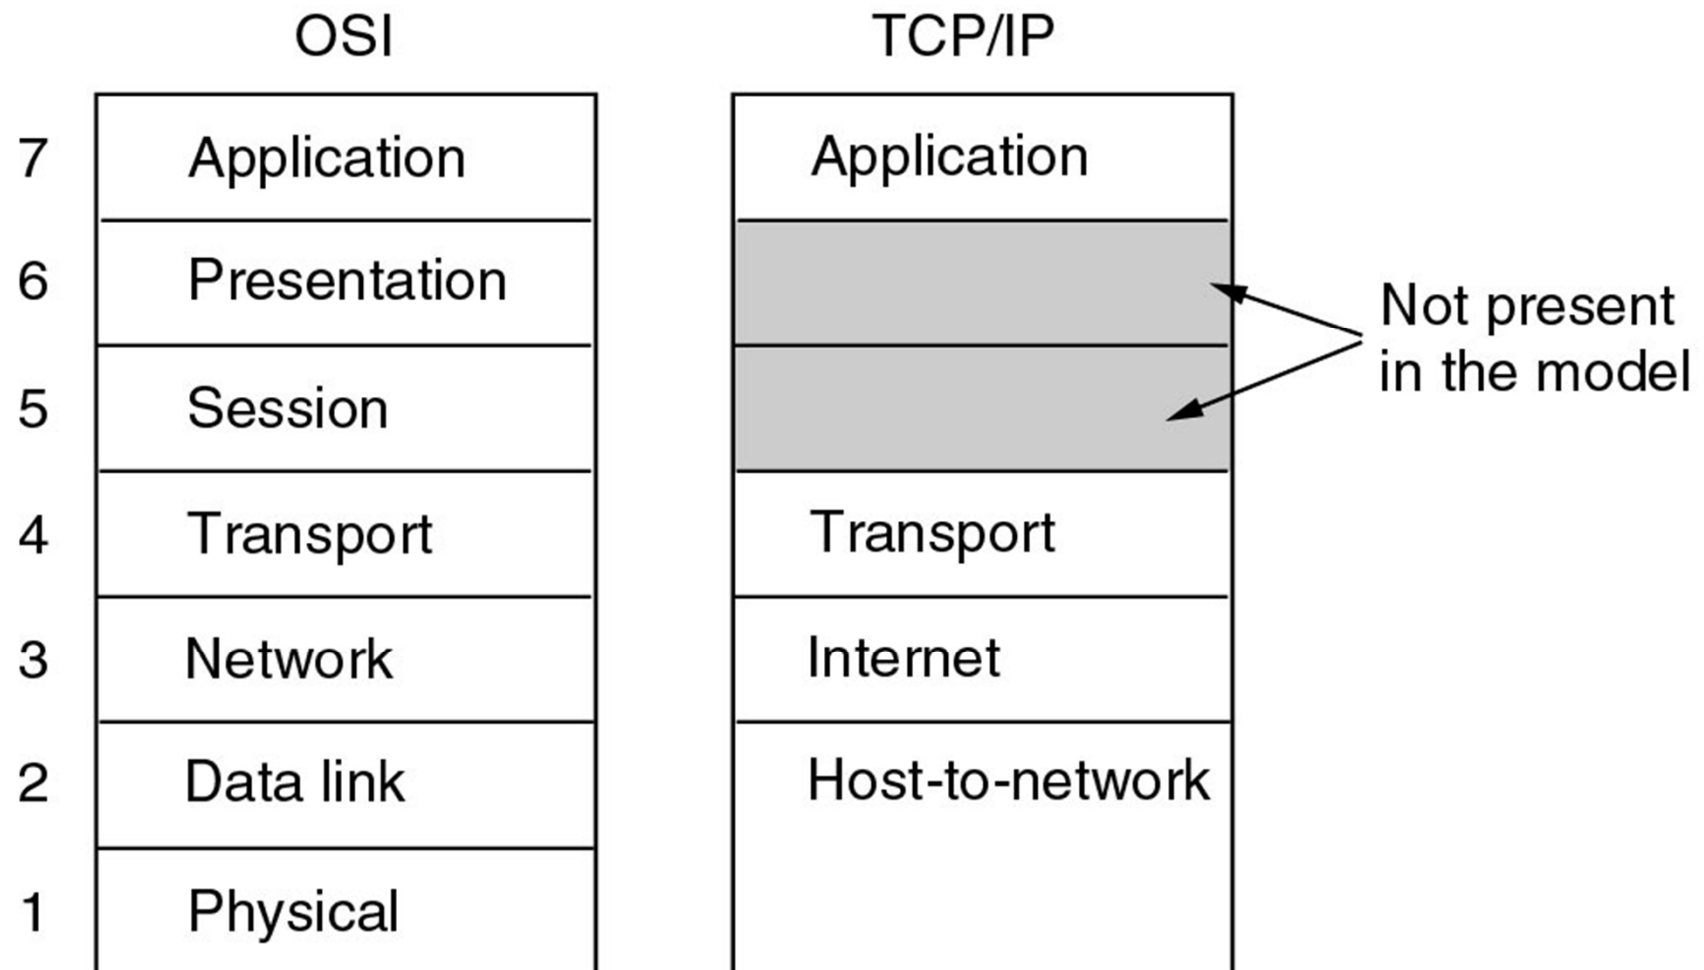 OSI
TCP/IP
7
Application
Application
6
Presentation
5
Session
Not present
in the model
4
Transport
Transport
3
Network
Internet
2
Data link
Host-to-network
1
Physical